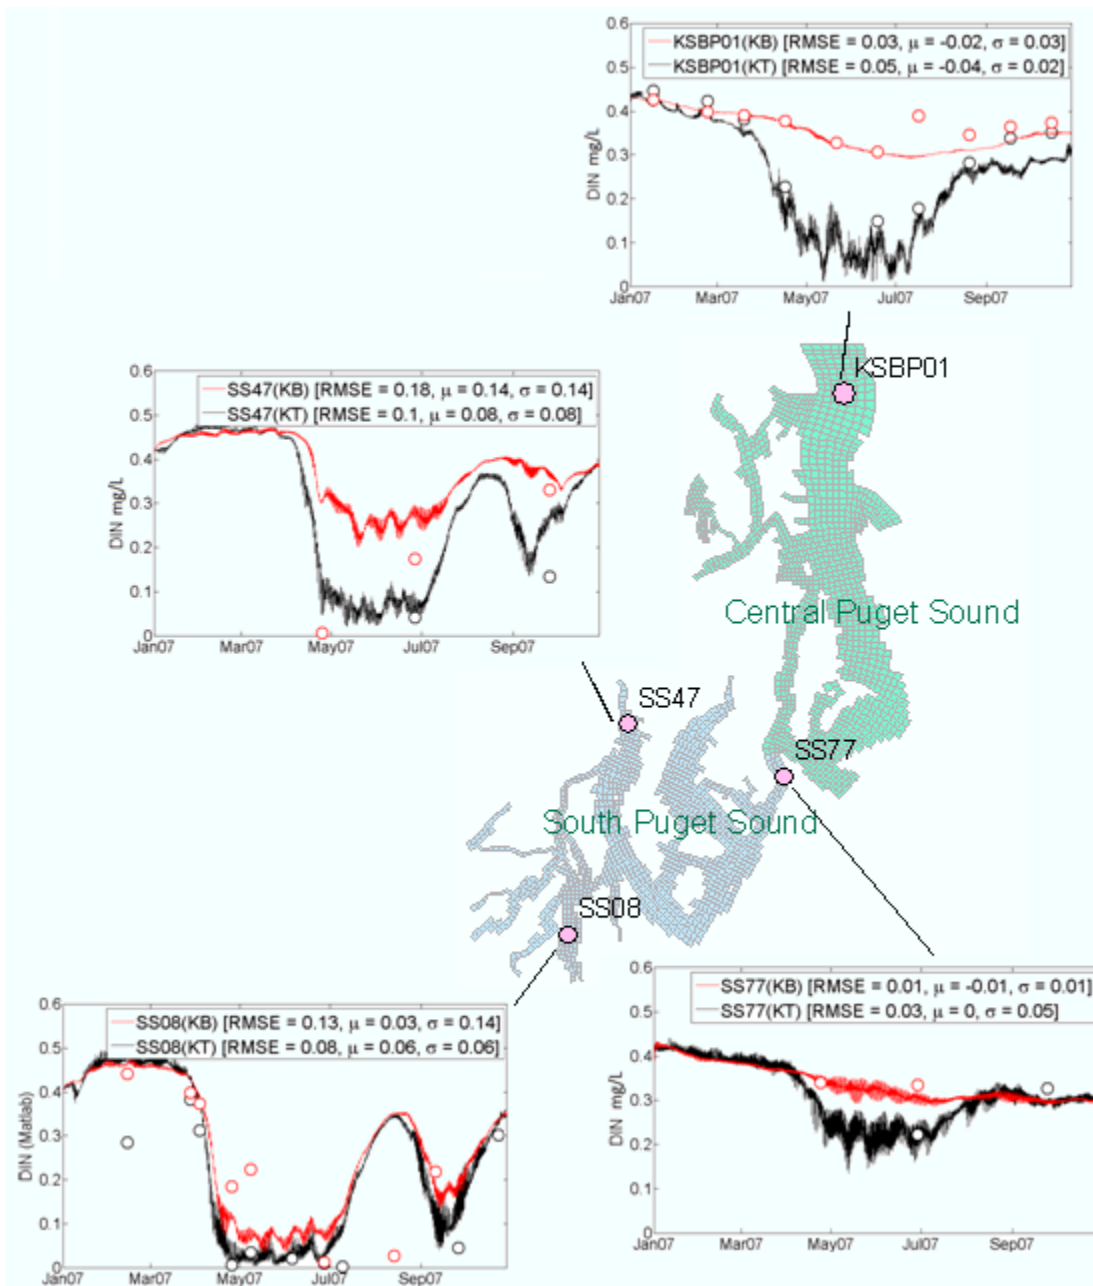 0.6
KSBP01(KB) [RMSE = 0.03, μ = -0.02, σ = 0.03]
KSBP01(KT) [RMSE = 0.05, μ = -0.04, σ = 0.02]
0.5
0.4
0.3
0.2
0.1
0
DIN mg/L
Jan07 Mar07 May07 Jul07 Sep07
KSBP01
0.6
SS47(KB) [RMSE = 0.18, μ = 0.14, σ = 0.14]
SS47(KT) [RMSE = 0.1, μ = 0.08, σ = 0.08]
0.5
0.4
0.3
0.2
0.1
0
DIN mg/L
Jan07 Mar07 May07 Jul07 Sep07
Central Puget Sound
SS47
SS77
South Puget Sound
SS08
0.6
SS08(KB) [RMSE = 0.13, μ = 0.03, σ = 0.14]
SS08(KT) [RMSE = 0.08, μ = 0.06, σ = 0.06]
0.5
0.4
0.3
0.2
0.1
0
DIN (Matlab)
Jan07 Mar07 May07 Jul07 Sep07
0.6
SS77(KB) [RMSE = 0.01, μ = -0.01, σ = 0.01]
SS77(KT) [RMSE = 0.03, μ = 0, σ = 0.05]
0.5
0.4
0.3
0.2
0.1
0
DIN mg/L
Jan07 Mar07 May07 Jul07 Sep07